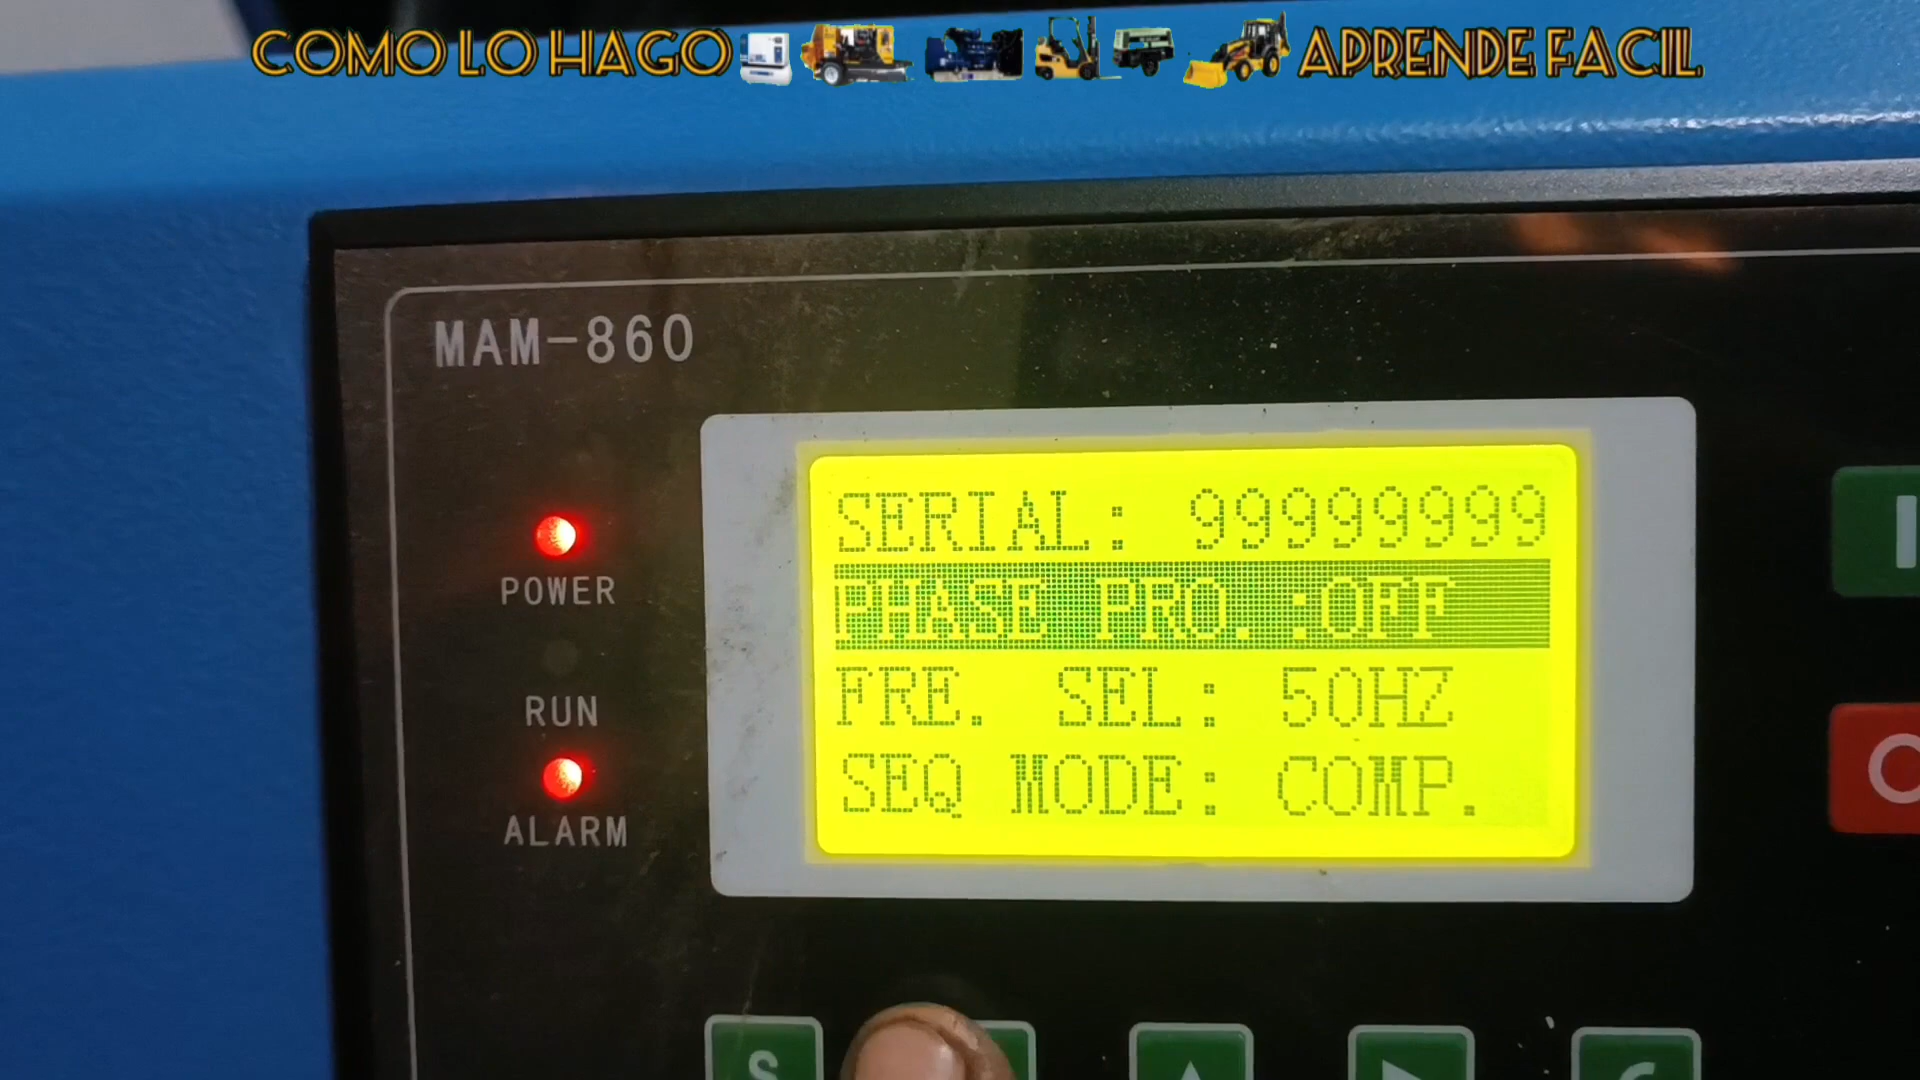 COMO LO HAGO APRENDE FACIL
MAM-860
SERIAL: 99999999
PHASE PRO.:OFF
FRE. SEL: 50HZ
SEQ MODE: COMP.
POWER
RUN
ALARM
S